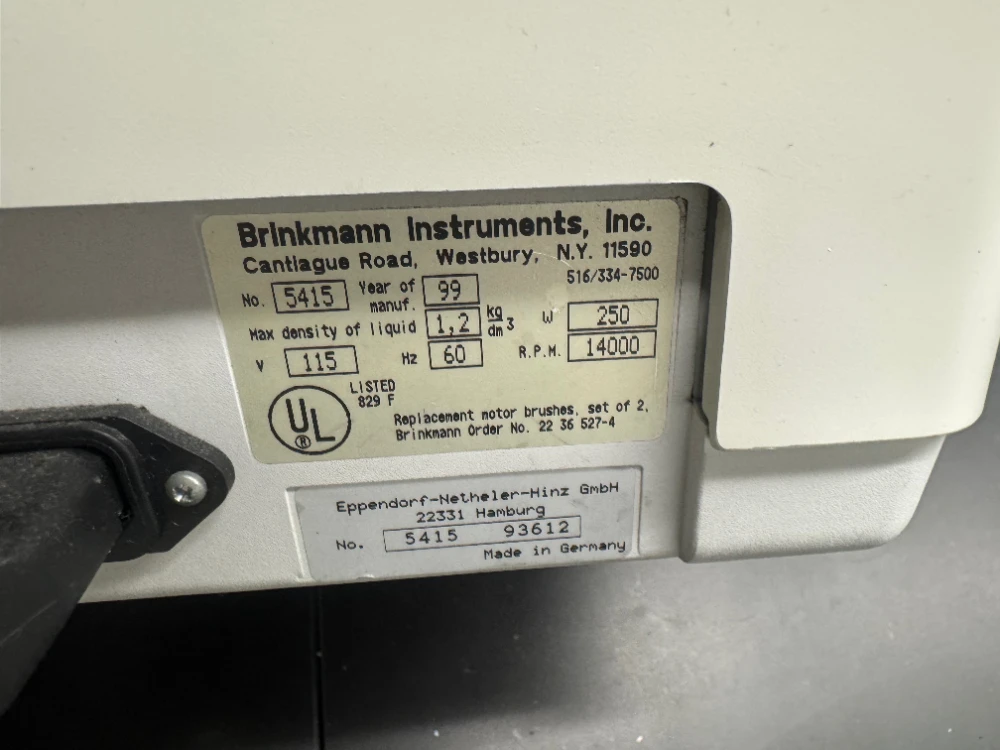 Brinkmann Instruments, Inc.
Cantiague Road, Westbury, N.Y. 11590
516/334-7500
No. 5415 Year of manuf. 99
Max density of liquid 1,2 kg/dm3 W 250
V 115 Hz 60 R.P.M. 14000
UL ® LISTED 829 F
Replacement motor brushes, set of 2,
Brinkmann Order No. 22 36 527-4
Eppendorf-Netheler-Hinz GmbH
22331 Hamburg
No. 5415 93612
Made in Germany